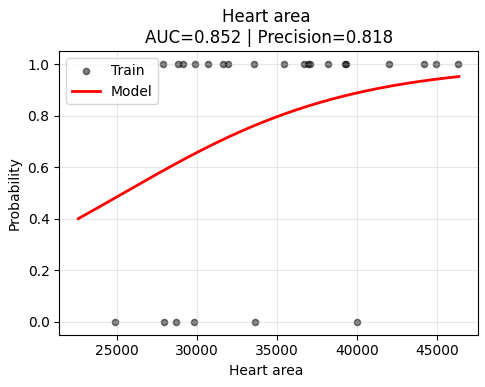 Heart area
AUC=0.852 | Precision=0.818
Train
Model
1.0
0.8
0.6
0.4
0.2
0.0
Probability
25000 30000 35000 40000 45000
Heart area